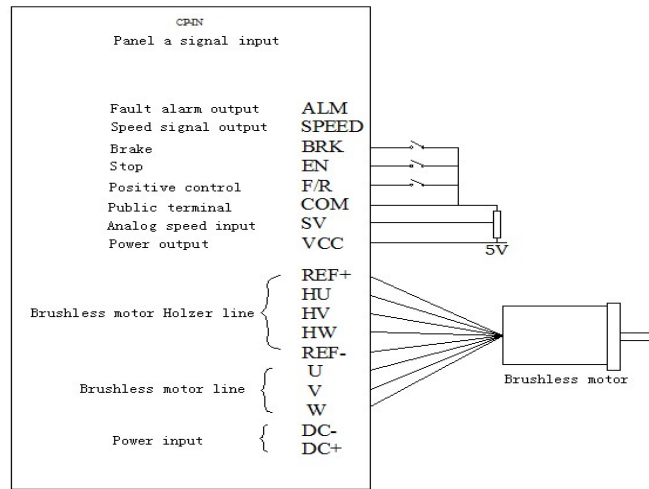 CP-IN
Panel a signal input
Fault alarm output ALM
Speed signal output SPEED
Brake BRK
Stop EN
Positive control F/R
Public terminal COM
Analog speed input SV
Power output VCC
5V
REF+
HU
Brushless motor Holzer line HV
HW
REF-
U
Brushless motor line V
W
Brushless motor
Power input DC-
DC+